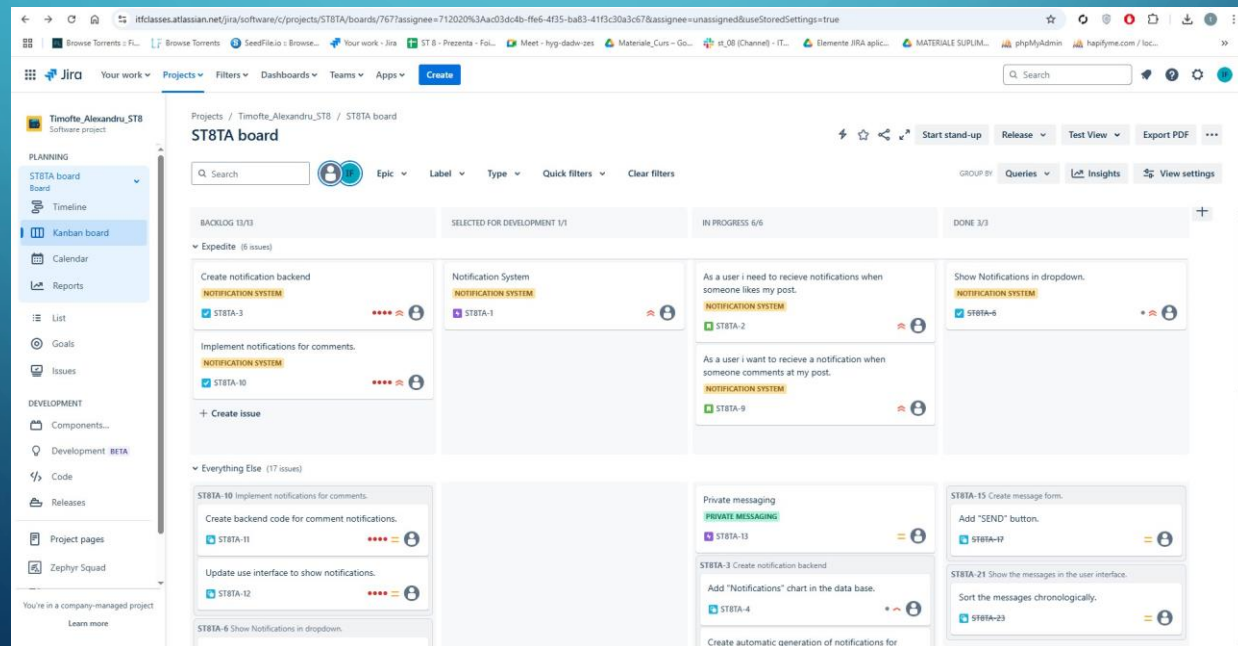 itfclasses.atlassian.net/jira/software/c/projects/ST8TA/boards/767?assignee=712020%3Aac03dc4b-ffe6-4f35-ba83-41f3c30a3c67&assignee=unassigned&useStoredSettings=true
Browse Torrents :: Fi... Browse Torrents SeedFile.io :: Browse... Your work - Jira ST 8 - Prezenta - Foi... Meet - hyg-dadw-zes Materiale_Curs – Go... st_08 (Channel) - IT... Elemente JIRA aplic... MATERIALE SUPLIM... phpMyAdmin hapifyme.com / loc...
Jira Your work Projects Filters Dashboards Teams Apps Create Search
Timofte_Alexandru_ST8
Software project
PLANNING
ST8TA board
Board
Timeline
Kanban board
Calendar
Reports
List
Goals
Issues
DEVELOPMENT
Components...
Development BETA
Code
Releases
Project pages
Zephyr Squad
You're in a company-managed project
Learn more
Projects / Timofte_Alexandru_ST8 / ST8TA board
ST8TA board
Start stand-up Release Test View Export PDF
Search IF Epic Label Type Quick filters Clear filters GROUP BY Queries Insights View settings
BACKLOG 13/13 SELECTED FOR DEVELOPMENT 1/1 IN PROGRESS 6/6 DONE 3/3
Expedite (6 issues)
Create notification backend
NOTIFICATION SYSTEM
ST8TA-3
Implement notifications for comments.
NOTIFICATION SYSTEM
ST8TA-10
+ Create issue
Notification System
NOTIFICATION SYSTEM
ST8TA-1
As a user i need to recieve notifications when
someone likes my post.
NOTIFICATION SYSTEM
ST8TA-2
As a user i want to recieve a notification when
someone comments at my post.
NOTIFICATION SYSTEM
ST8TA-9
Show Notifications in dropdown.
NOTIFICATION SYSTEM
ST8TA-6
Everything Else (17 issues)
ST8TA-10 Implement notifications for comments.
Create backend code for comment notifications.
ST8TA-11
Update use interface to show notifications.
ST8TA-12
ST8TA-6 Show Notifications in dropdown.
Private messaging
PRIVATE MESSAGING
ST8TA-13
ST8TA-3 Create notification backend
Add "Notifications" chart in the data base.
ST8TA-4
Create automatic generation of notifications for
ST8TA-15 Create message form.
Add "SEND" button.
ST8TA-17
ST8TA-21 Show the messages in the user interface.
Sort the messages chronologically.
ST8TA-23